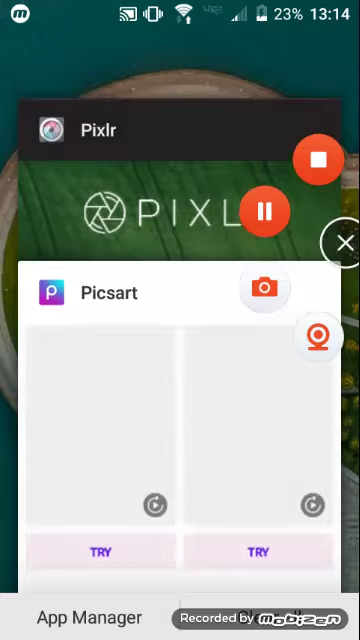 23% 13:14
Pixlr
PIXL
Picsart
TRY TRY
App Manager
Recorded by MOBIZEN